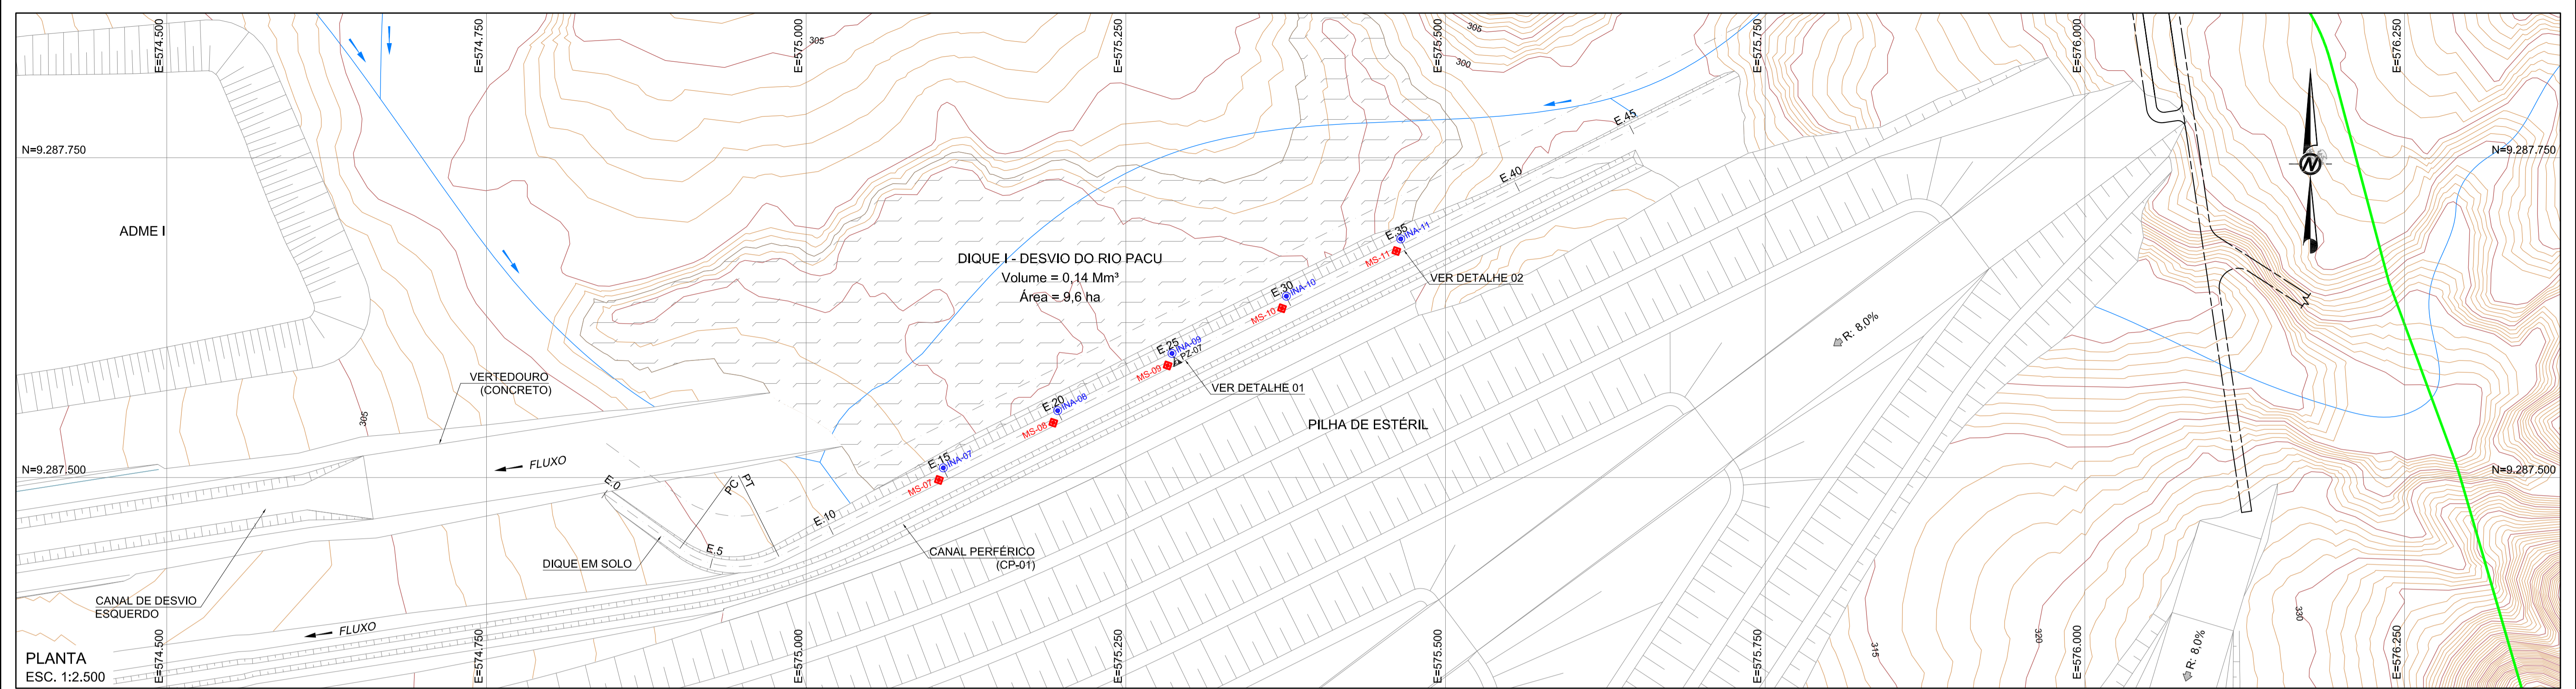 E=574.500
E=574.750
E=575.000
E=575.250
E=575.500
E=575.750
E=576.000
E=576.250
305
305
300
N=9.287.750
N=9.287.750
N
ADME I
DIQUE I - DESVIO DO RIO PACU
Volume = 0,14 Mm³
Área = 9,6 ha
E.45
E.40
E.35
INA-11
MS-11
VER DETALHE 02
E.30
INA-10
MS-10
E.25
INA-09
PZ-07
MS-09
VER DETALHE 01
E.20
INA-08
MS-08
E.15
INA-07
MS-07
E.10
E.5
E.0
PC
PT
R: 8,0%
PILHA DE ESTÉRIL
VERTEDOURO
(CONCRETO)
305
N=9.287.500
N=9.287.500
FLUXO
DIQUE EM SOLO
CANAL PERFÉRICO
(CP-01)
CANAL DE DESVIO
ESQUERDO
FLUXO
315
320
330
R: 8,0%
E=574.500
E=574.750
E=575.000
E=575.250
E=575.500
E=575.750
E=576.000
E=576.250
PLANTA
ESC. 1:2.500